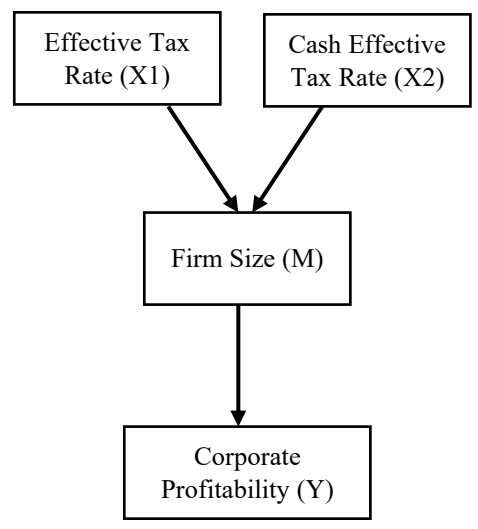 Effective Tax
Rate (X1)
Cash Effective
Tax Rate (X2)
Firm Size (M)
Corporate
Profitability (Y)